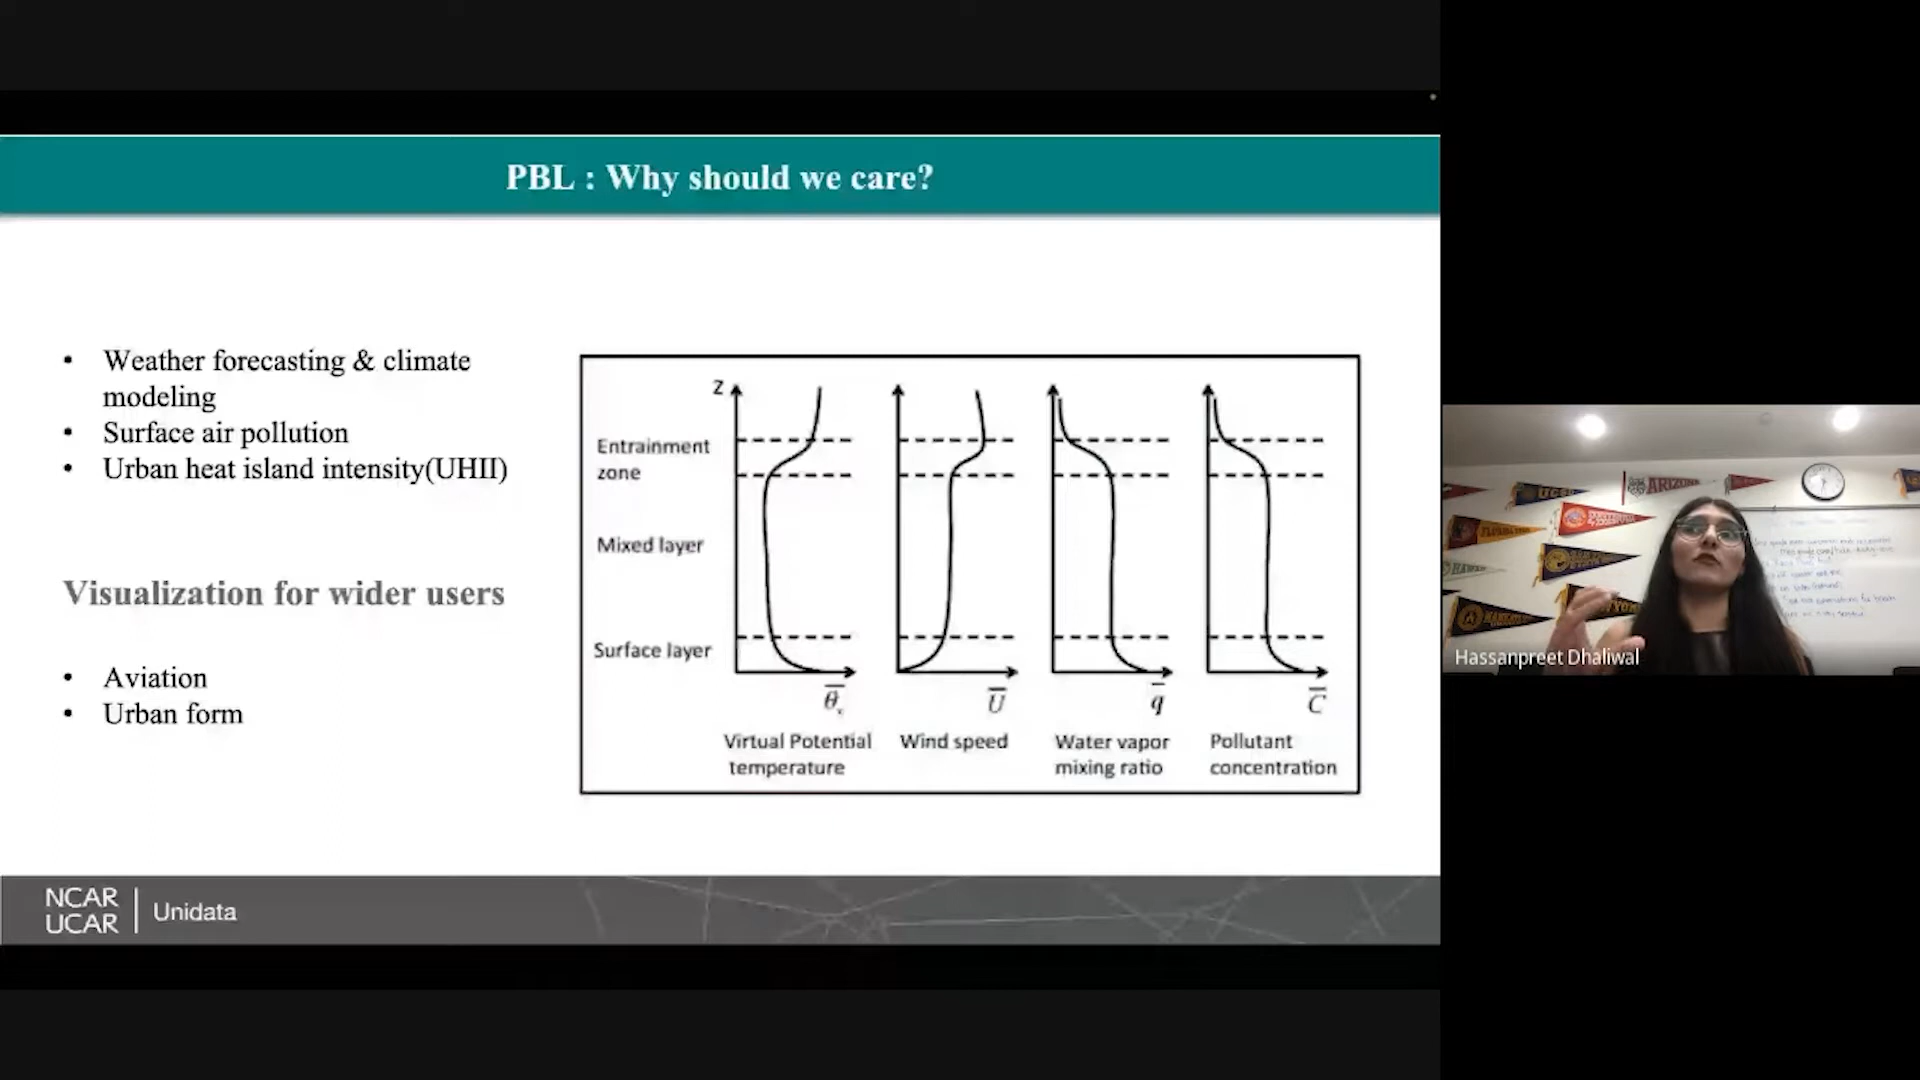 PBL : Why should we care?
• Weather forecasting & climate
modeling
• Surface air pollution
• Urban heat island intensity(UHII)
Visualization for wider users
• Aviation
• Urban form
z
Entrainment
zone
Mixed layer
Surface layer
Virtual Potential
temperature
U
Wind speed
q
Water vapor
mixing ratio
C
Pollutant
concentration
NCAR
UCAR
Unidata
UCSD
ARIZONA
Hassanpreet Dhaliwal